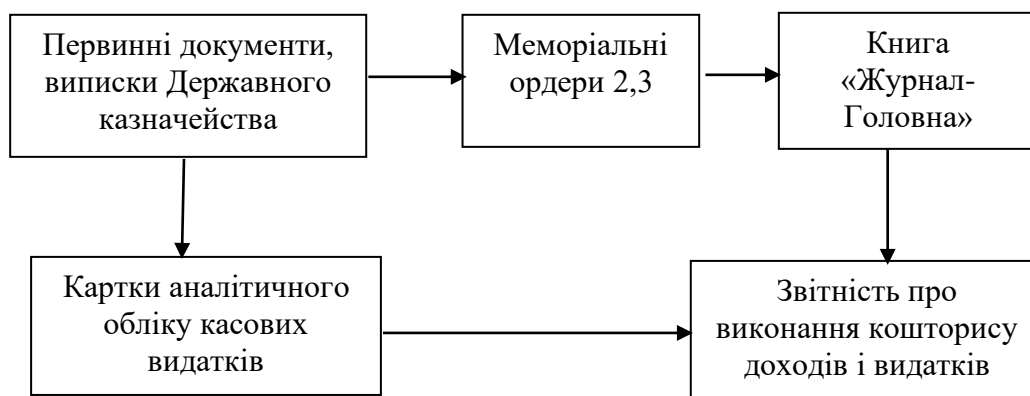 Первинні документи,
виписки Державного
казначейства
Меморіальні
ордери 2,3
Книга
«Журнал-
Головна»
Картки аналітичного
обліку касових
видатків
Звітність про
виконання кошторису
доходів і видатків